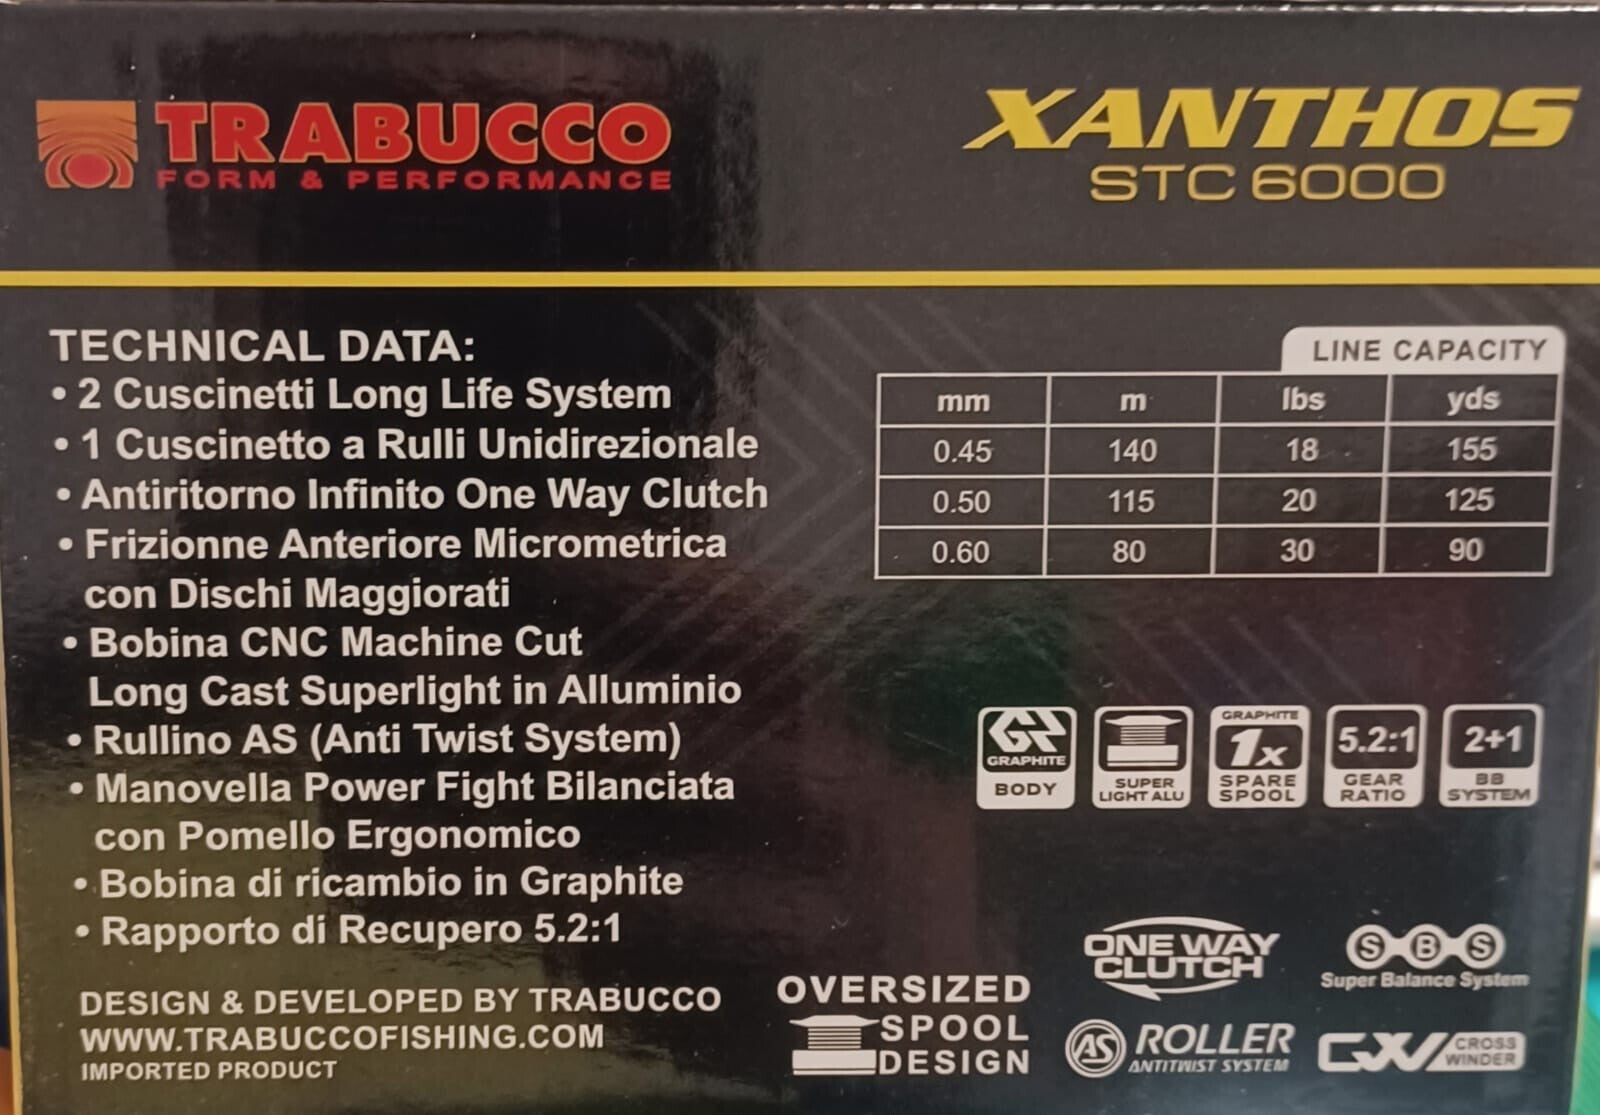 TRABUCCO
FORM & PERFORMANCE
XANTHOS
STC 6000
TECHNICAL DATA:
• 2 Cuscinetti Long Life System
• 1 Cuscinetto a Rulli Unidirezionale
• Antiritorno Infinito One Way Clutch
• Frizionne Anteriore Micrometrica
con Dischi Maggiorati
• Bobina CNC Machine Cut
Long Cast Superlight in Alluminio
• Rullino AS (Anti Twist System)
• Manovella Power Fight Bilanciata
con Pomello Ergonomico
• Bobina di ricambio in Graphite
• Rapporto di Recupero 5.2:1
DESIGN & DEVELOPED BY TRABUCCO
WWW.TRABUCCOFISHING.COM
IMPORTED PRODUCT
LINE CAPACITY
mm m lbs yds
0.45 140 18 155
0.50 115 20 125
0.60 80 30 90
GR
GRAPHITE
BODY
SUPER
LIGHT ALU
GRAPHITE
1x
SPARE
SPOOL
5.2:1
GEAR
RATIO
2+1
BB
SYSTEM
OVERSIZED
SPOOL
DESIGN
ONE WAY
CLUTCH
S B S
Super Balance System
AS ROLLER
ANTITWIST SYSTEM
CW CROSS
WINDER